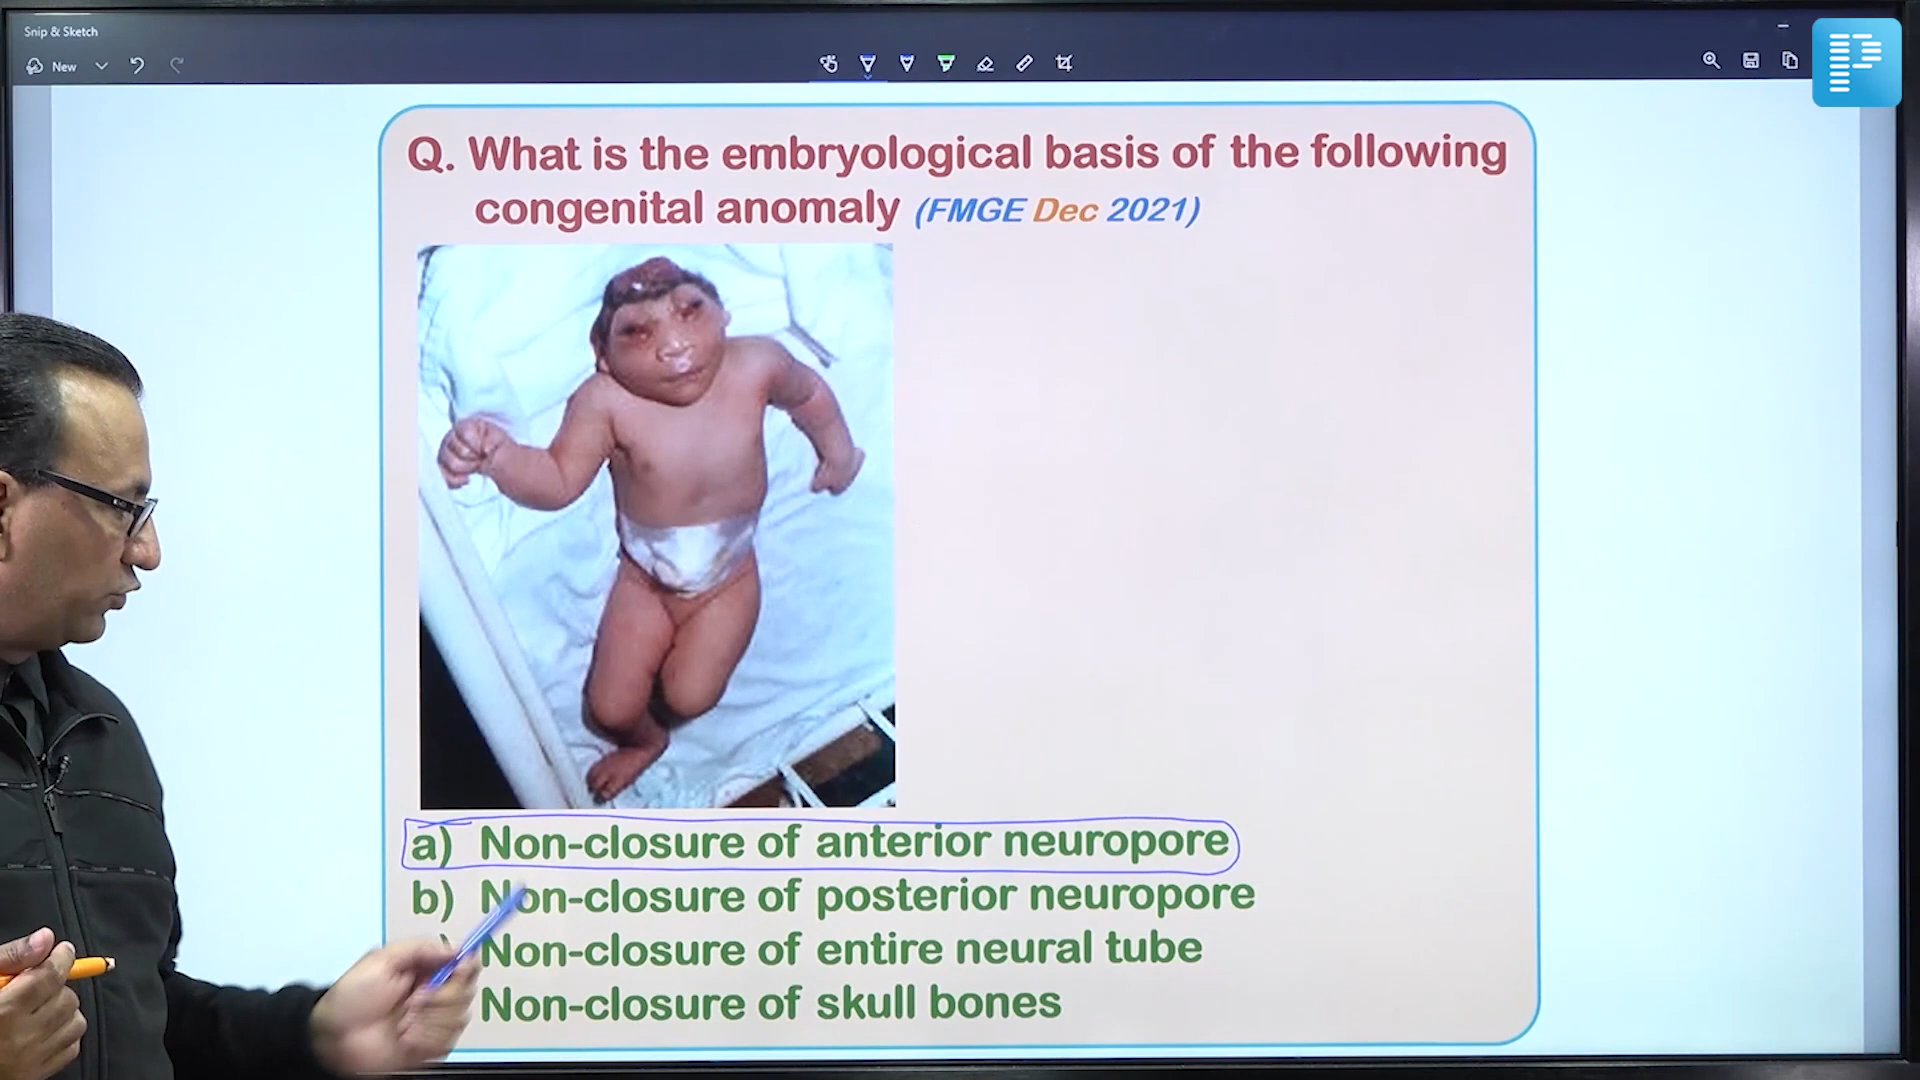 Snip & Sketch
New
Q. What is the embryological basis of the following
congenital anomaly (FMGE Dec 2021)
a) Non-closure of anterior neuropore
b) Non-closure of posterior neuropore
) Non-closure of entire neural tube
Non-closure of skull bones